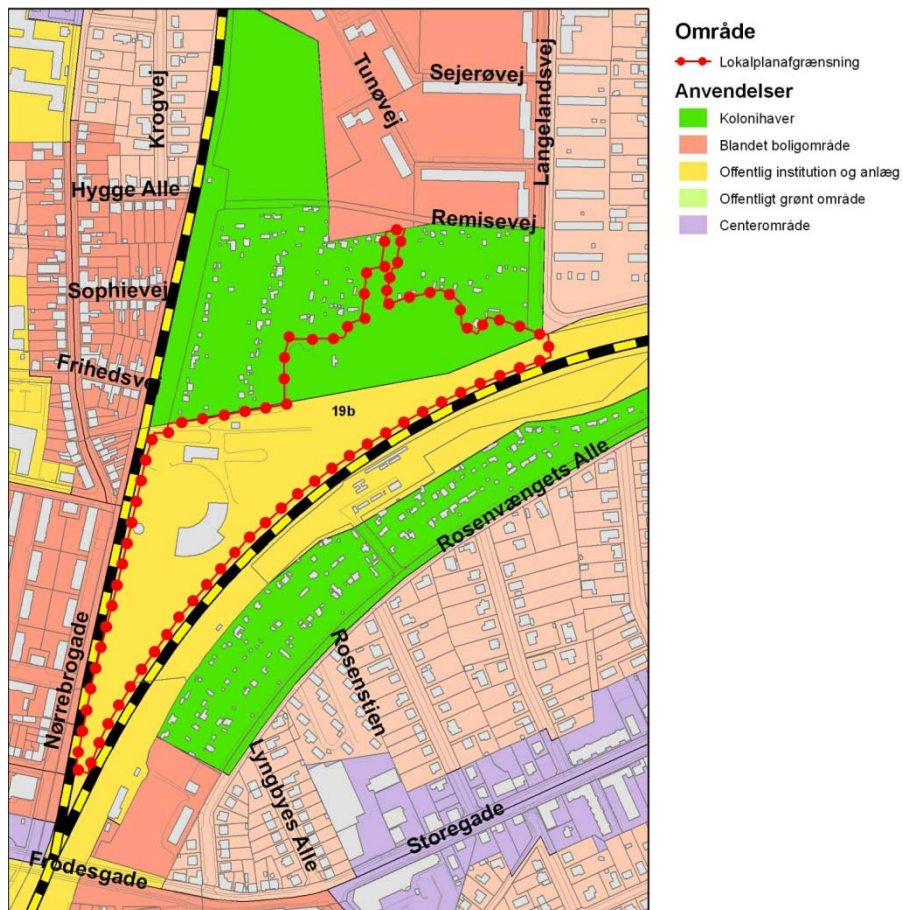 Krogvej
Tunøvej
Sejerøvej
Langelandsvej
Hygge Alle
Remisevej
Sophievej
Frihedsvej
19b
Rosenvængets Alle
Nørrebrogade
Rosenstien
Lyngbyes Alle
Storegade
Frodesgade
Område
Lokalplanafgrænsning
Anvendelser
Kolonihaver
Blandet boligområde
Offentlig institution og anlæg
Offentligt grønt område
Centerområde